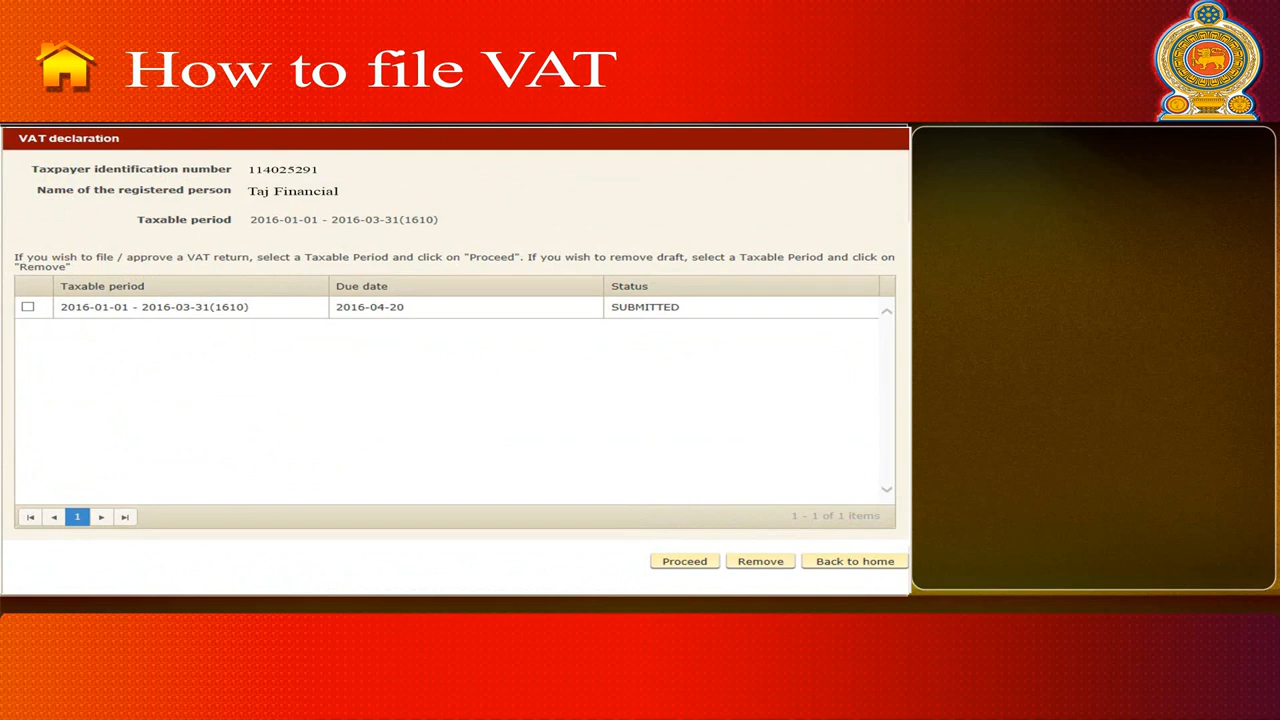 How to file VAT
VAT declaration
Taxpayer identification number 114025291
Name of the registered person Taj Financial
Taxable period 2016-01-01 - 2016-03-31(1610)
If you wish to file / approve a VAT return, select a Taxable Period and click on "Proceed". If you wish to remove draft, select a Taxable Period and click on
"Remove"
Taxable period Due date Status
2016-01-01 - 2016-03-31(1610) 2016-04-20 SUBMITTED
1 1 - 1 of 1 items
Proceed Remove Back to home